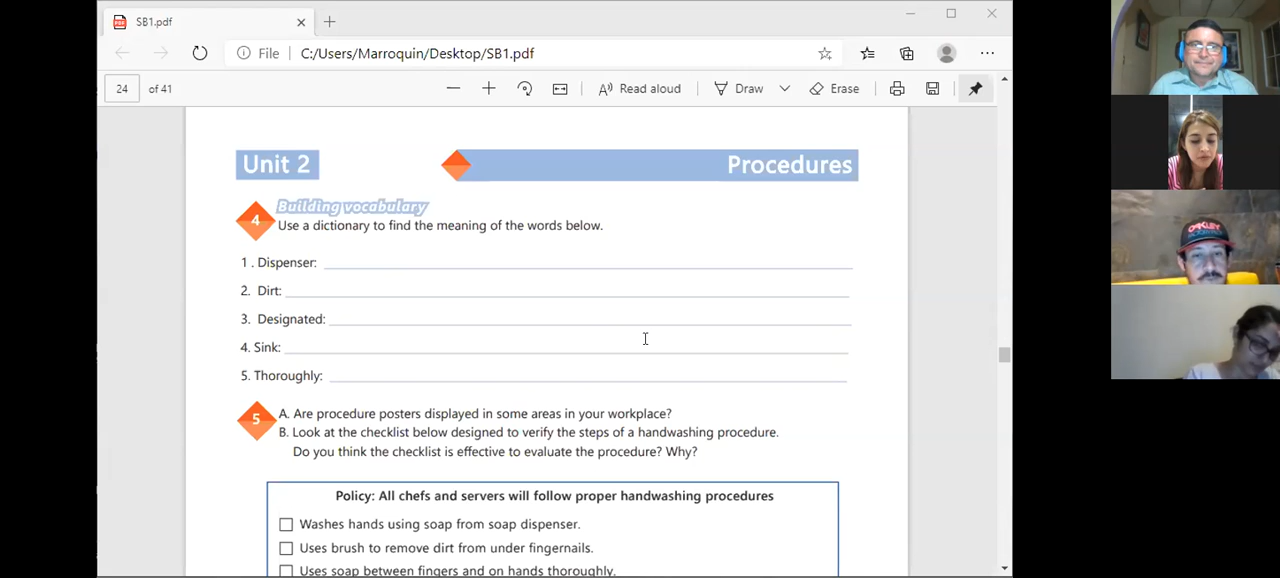 SB1.pdf
File
C:/Users/Marroquin/Desktop/SB1.pdf
24 of 41
Read aloud
Draw
Erase
Unit 2
Procedures
4
Building vocabulary
Use a dictionary to find the meaning of the words below.
1 . Dispenser:
2. Dirt:
3. Designated:
4. Sink:
5. Thoroughly:
5
A. Are procedure posters displayed in some areas in your workplace?
B. Look at the checklist below designed to verify the steps of a handwashing procedure.
Do you think the checklist is effective to evaluate the procedure? Why?
Policy: All chefs and servers will follow proper handwashing procedures
Washes hands using soap from soap dispenser.
Uses brush to remove dirt from under fingernails.
Uses soap between fingers and on hands thoroughly.
OAKLEY